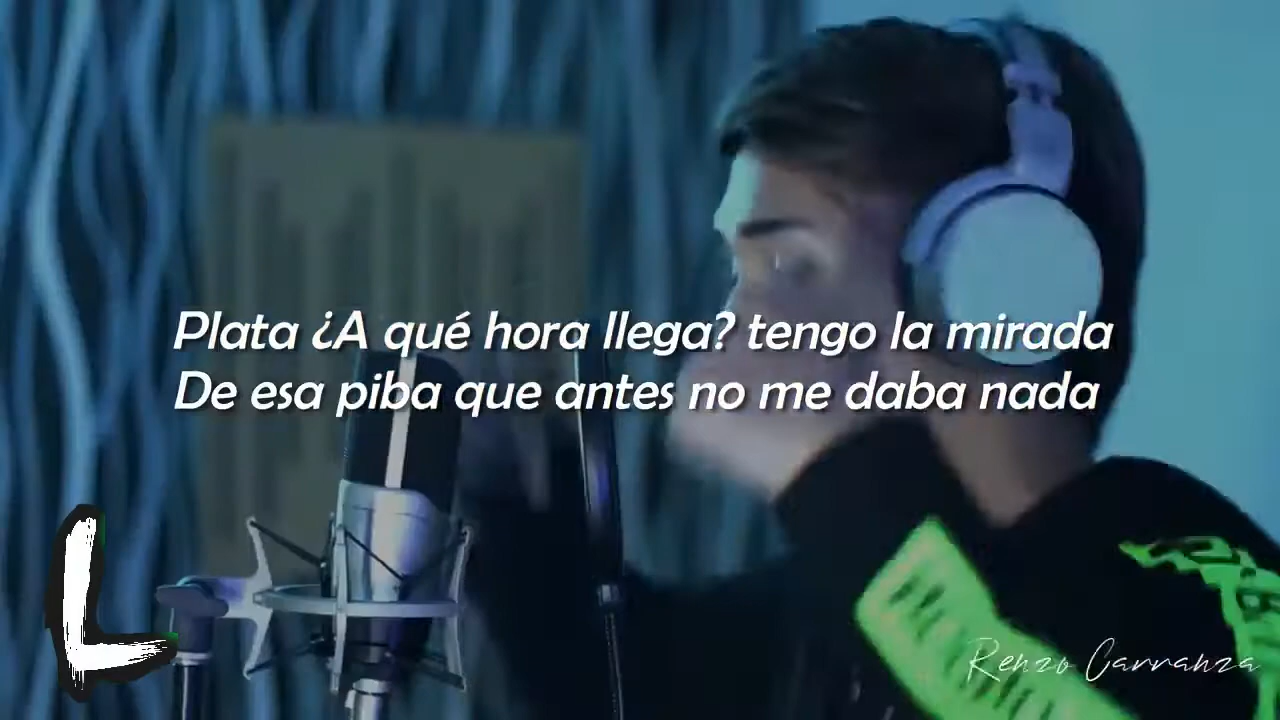 Plata ¿A qué hora llega? tengo la mirada
De esa piba que antes no me daba nada
L
Renzo Carranza